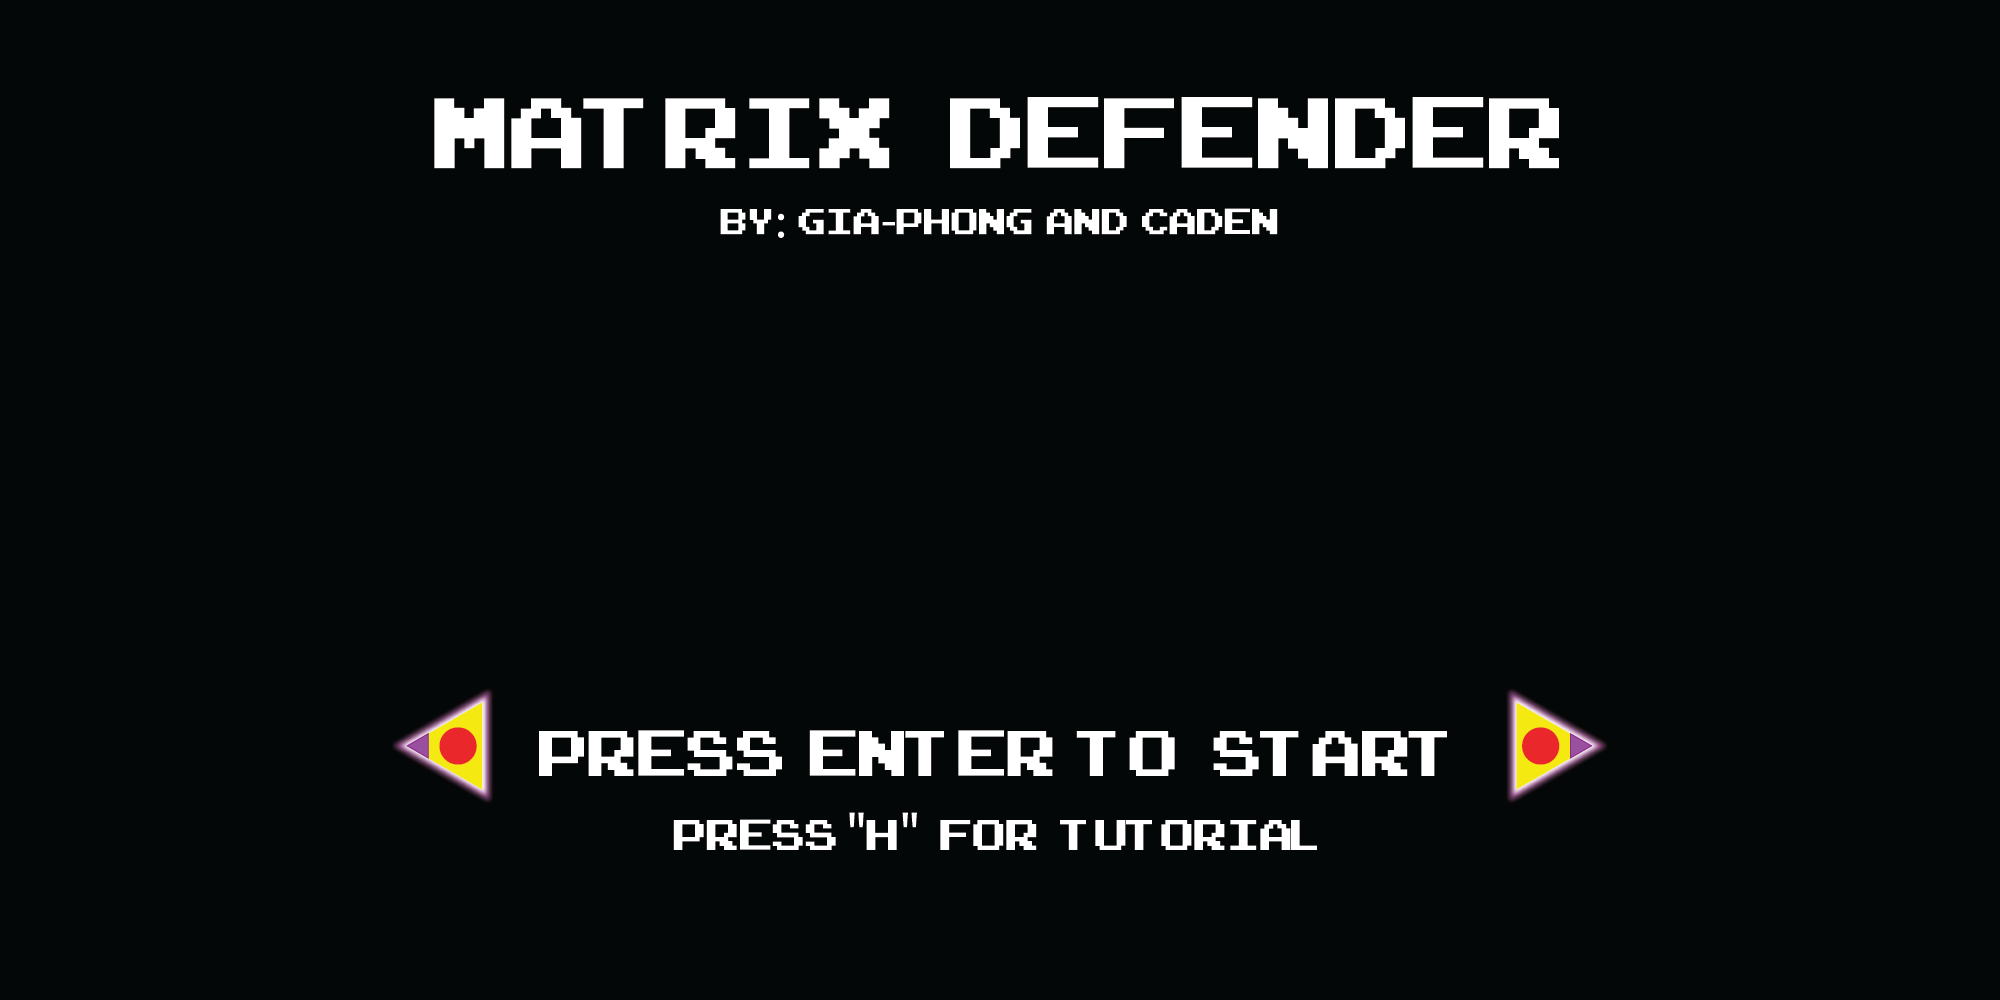 MATRIX DEFENDER
BY: GIA-PHONG AND CADEN
PRESS ENTER TO START
PRESS "H" FOR TUTORIAL